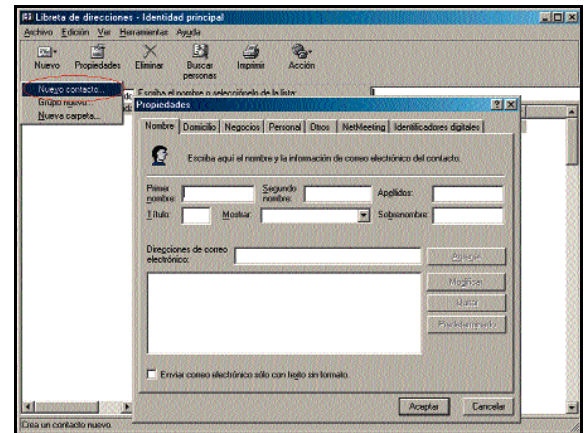 Libreta de direcciones - Identidad principal
Archivo Edición Ver Herramientas Ayuda
Nuevo Propiedades Eliminar Buscar personas Imprimir Acción
Nuevo contacto...
Grupo nuevo...
Nueva carpeta...
Escriba el nombre o selecciónelo de la lista:
Propiedades
Nombre Domicilio Negocios Personal Otros NetMeeting Identificadores digitales
Escriba aquí el nombre y la información de correo electrónico del contacto.
Primer nombre: Segundo nombre: Apellidos:
Título: Mostrar: Sobrenombre:
Direcciones de correo electrónico:
Agregar
Modificar
Quitar
Predeterminado
Enviar correo electrónico sólo con texto sin formato.
Aceptar Cancelar
Crea un contacto nuevo.